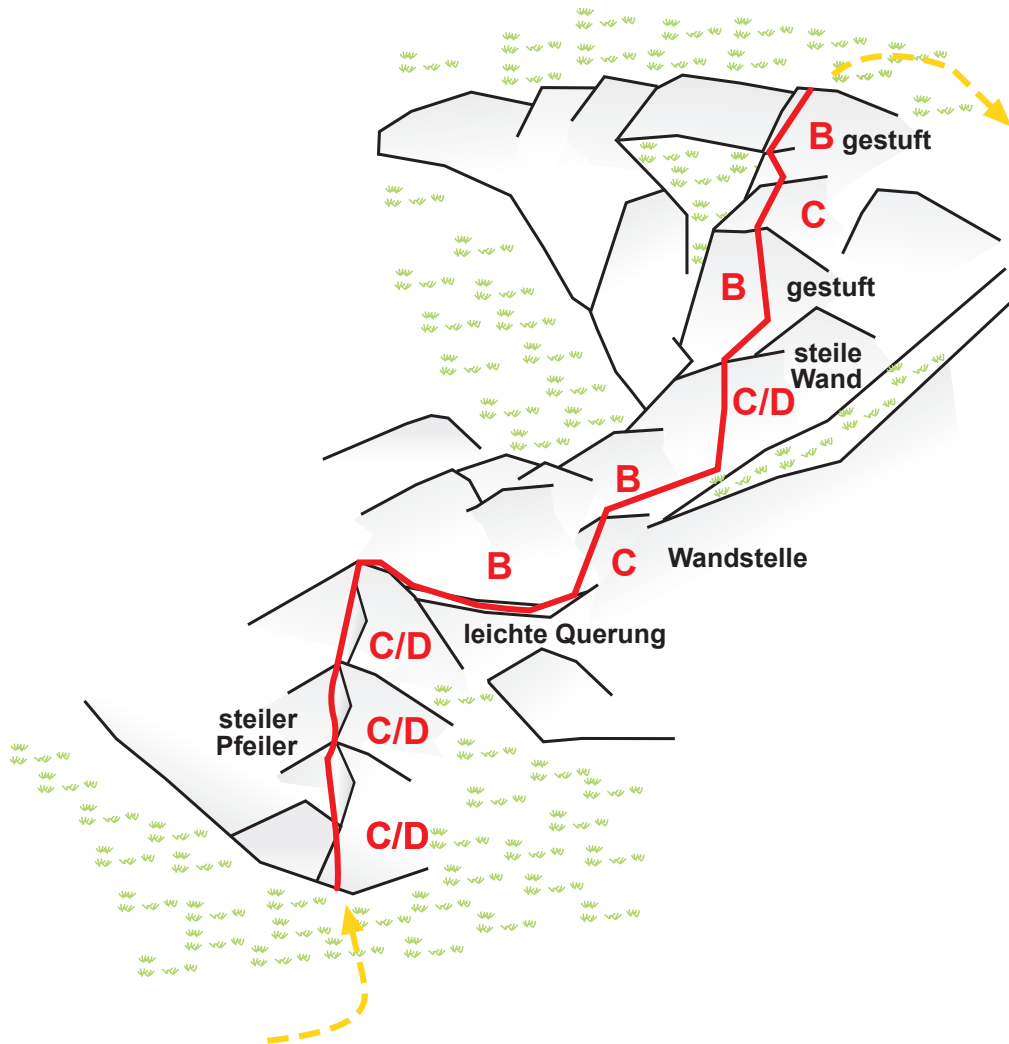 B gestuft
C
B
gestuft
steile
Wand
C/D
B
B
C
Wandstelle
leichte Querung
C/D
steiler
Pfeiler
C/D
C/D